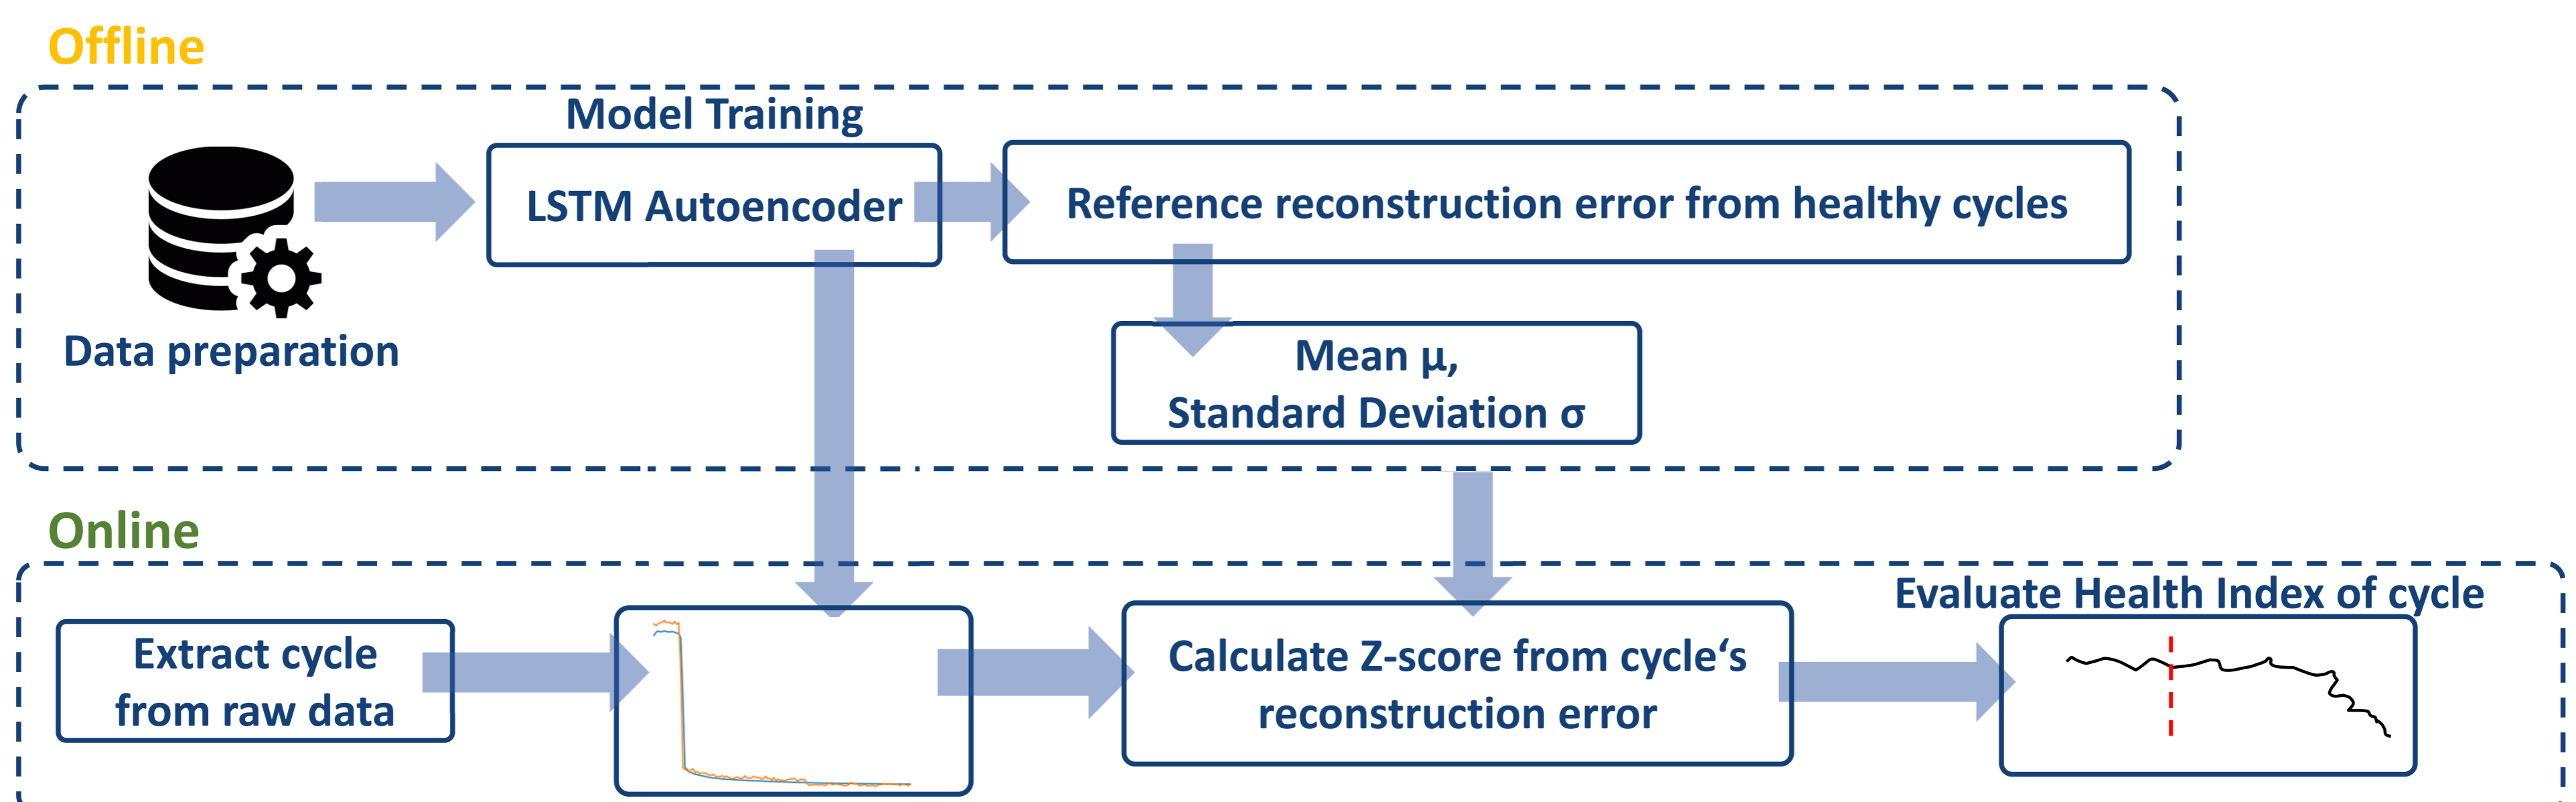 Offline
Model Training
LSTM Autoencoder
Reference reconstruction error from healthy cycles
Data preparation
Mean μ,
Standard Deviation σ
Online
Extract cycle
from raw data
Calculate Z-score from cycle‘s
reconstruction error
Evaluate Health Index of cycle